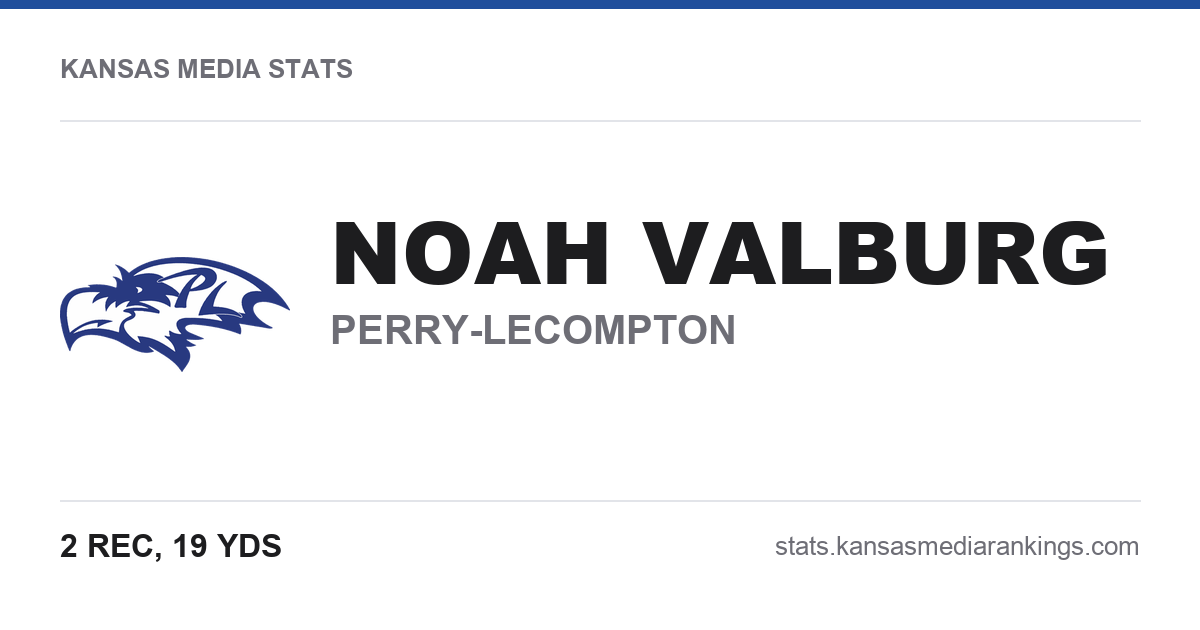 KANSAS MEDIA STATS
NOAH VALBURG
PL
PERRY-LECOMPTON
2 REC, 19 YDS
stats.kansasmediarankings.com